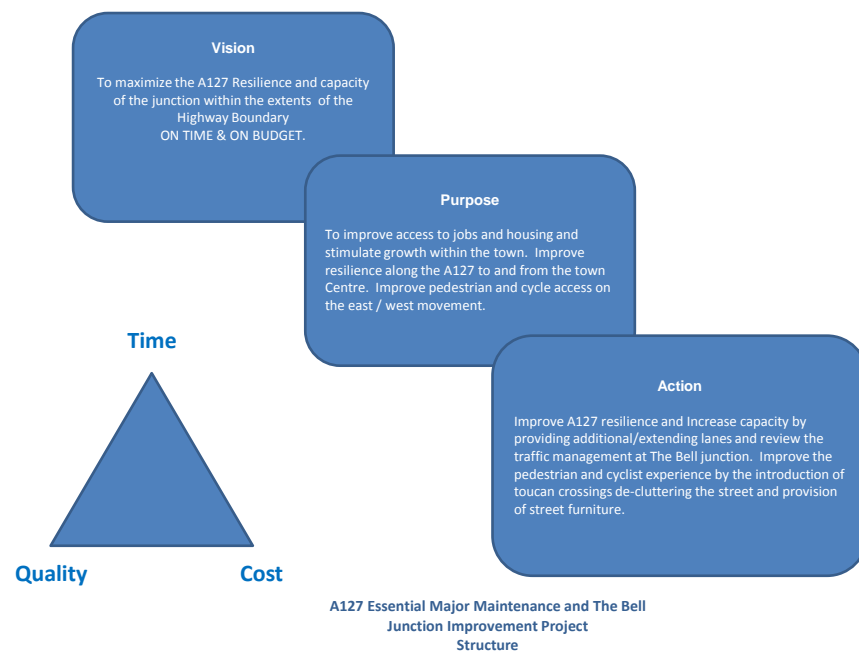 Vision
To maximize the A127 Resilience and capacity
of the junction within the extents of the
Highway Boundary
ON TIME & ON BUDGET.
Purpose
To improve access to jobs and housing and
stimulate growth within the town. Improve
resilience along the A127 to and from the town
Centre. Improve pedestrian and cycle access on
the east / west movement.
Action
Improve A127 resilience and Increase capacity by
providing additional/extending lanes and review the
traffic management at The Bell junction. Improve the
pedestrian and cyclist experience by the introduction of
toucan crossings de-cluttering the street and provision
of street furniture.
Time
Quality
Cost
A127 Essential Major Maintenance and The Bell
Junction Improvement Project
Structure